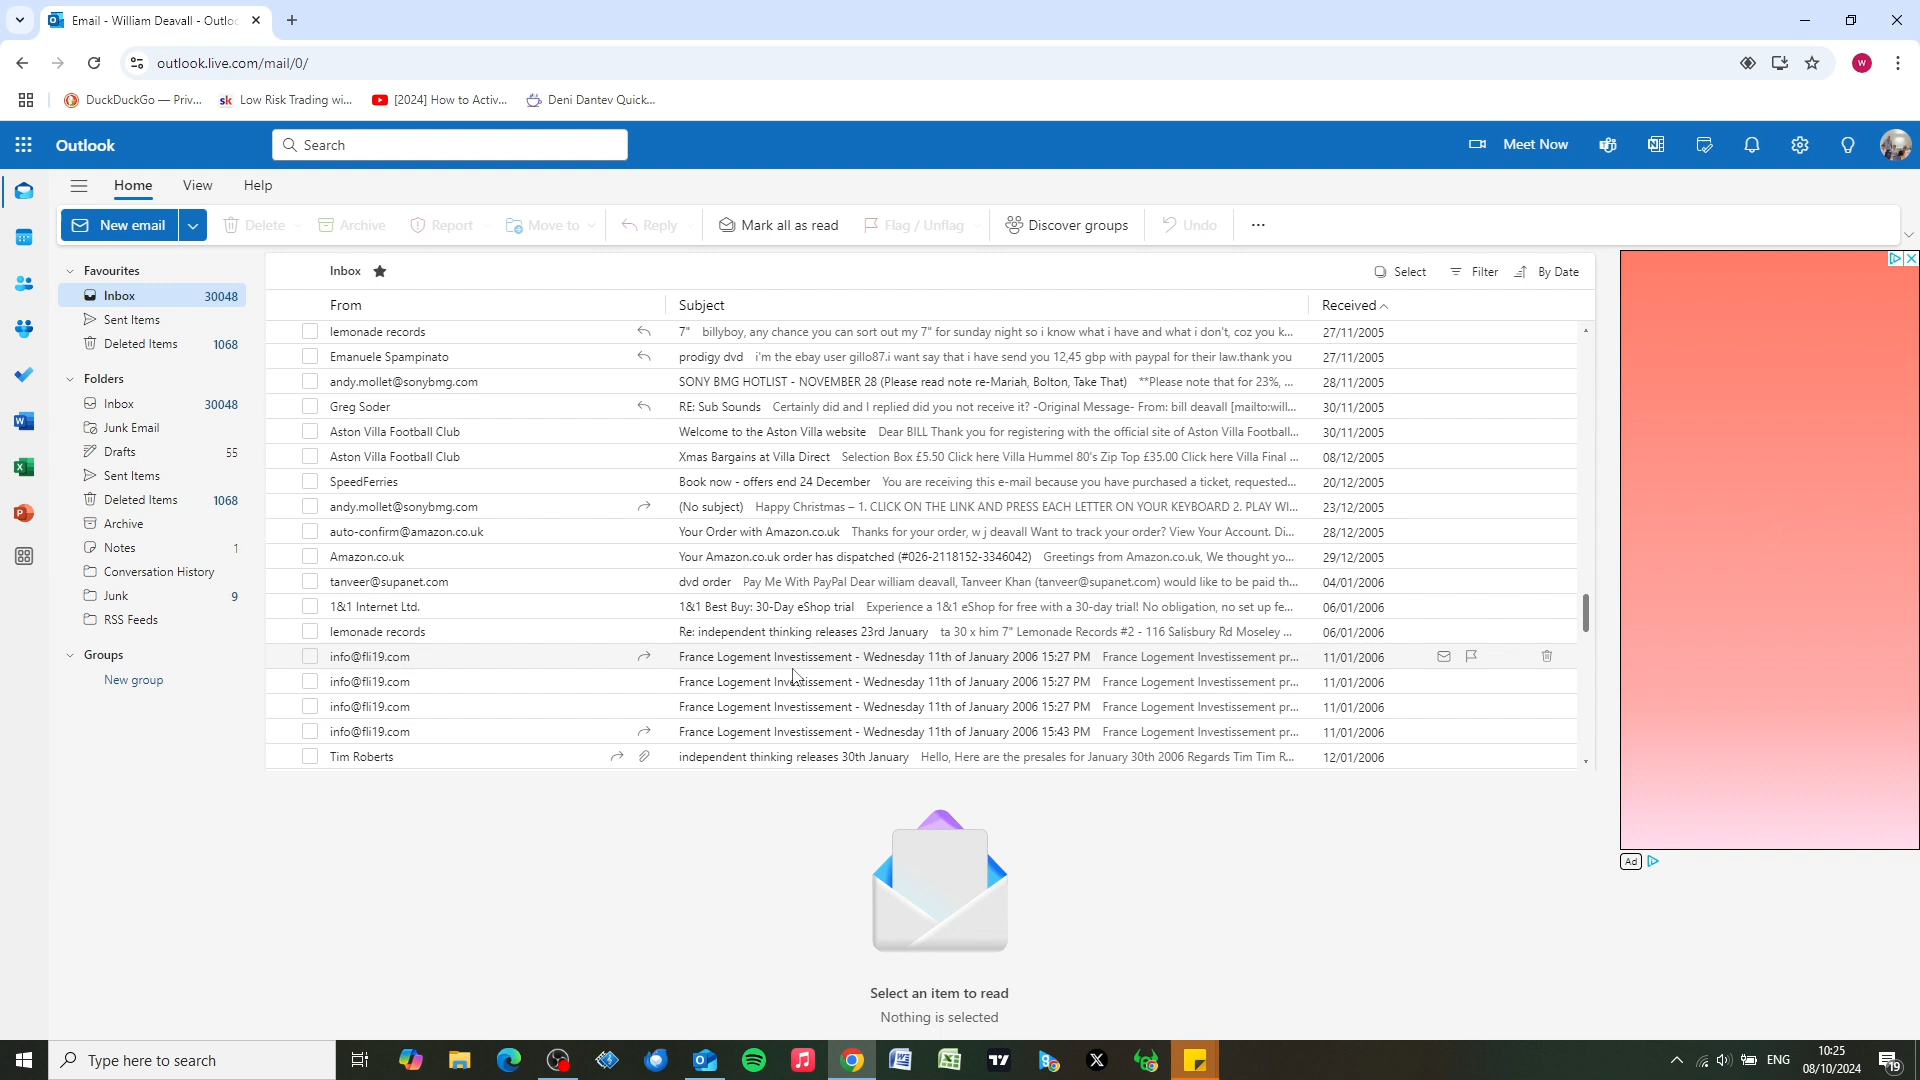 Email - William Deavall - Outlo
outlook.live.com/mail/0/
W
DuckDuckGo — Priv...
sk Low Risk Trading wi...
[2024] How to Activ...
Deni Dantev Quick...
Outlook
Search
Meet Now
Home View Help
New email Delete Archive Report Move to Reply Mark all as read Flag / Unflag Discover groups Undo
Favourites
Inbox 30048
Sent Items
Deleted Items 1068
Folders
Inbox 30048
Junk Email
Drafts 55
Sent Items
Deleted Items 1068
Archive
Notes 1
Conversation History
Junk 9
RSS Feeds
Groups
New group
Inbox Select Filter By Date
From Subject Received
lemonade records 7" billyboy, any chance you can sort out my 7" for sunday night so i know what i have and what i don't, coz you k... 27/11/2005
Emanuele Spampinato prodigy dvd i'm the ebay user gillo87.i want say that i have send you 12,45 gbp with paypal for their law.thank you 27/11/2005
andy.mollet@sonybmg.com SONY BMG HOTLIST - NOVEMBER 28 (Please read note re-Mariah, Bolton, Take That) **Please note that for 23%, ... 28/11/2005
Greg Soder RE: Sub Sounds Certainly did and I replied did you not receive it? -Original Message- From: bill deavall [mailto:will... 30/11/2005
Aston Villa Football Club Welcome to the Aston Villa website Dear BILL Thank you for registering with the official site of Aston Villa Football... 30/11/2005
Aston Villa Football Club Xmas Bargains at Villa Direct Selection Box £5.50 Click here Villa Hummel 80's Zip Top £35.00 Click here Villa Final ... 08/12/2005
SpeedFerries Book now - offers end 24 December You are receiving this e-mail because you have purchased a ticket, requested... 20/12/2005
andy.mollet@sonybmg.com (No subject) Happy Christmas – 1. CLICK ON THE LINK AND PRESS EACH LETTER ON YOUR KEYBOARD 2. PLAY WI... 23/12/2005
auto-confirm@amazon.co.uk Your Order with Amazon.co.uk Thanks for your order, w j deavall Want to track your order? View Your Account. Di... 28/12/2005
Amazon.co.uk Your Amazon.co.uk order has dispatched (#026-2118152-3346042) Greetings from Amazon.co.uk, We thought yo... 29/12/2005
tanveer@supanet.com dvd order Pay Me With PayPal Dear william deavall, Tanveer Khan (tanveer@supanet.com) would like to be paid th... 04/01/2006
1&1 Internet Ltd. 1&1 Best Buy: 30-Day eShop trial Experience a 1&1 eShop for free with a 30-day trial! No obligation, no set up fe... 06/01/2006
lemonade records Re: independent thinking releases 23rd January ta 30 x him 7" Lemonade Records #2 - 116 Salisbury Rd Moseley ... 06/01/2006
info@fli19.com France Logement Investissement - Wednesday 11th of January 2006 15:27 PM France Logement Investissement pr... 11/01/2006
info@fli19.com France Logement Investissement - Wednesday 11th of January 2006 15:27 PM France Logement Investissement pr... 11/01/2006
info@fli19.com France Logement Investissement - Wednesday 11th of January 2006 15:27 PM France Logement Investissement pr... 11/01/2006
info@fli19.com France Logement Investissement - Wednesday 11th of January 2006 15:43 PM France Logement Investissement pr... 11/01/2006
Tim Roberts independent thinking releases 30th January Hello, Here are the presales for January 30th 2006 Regards Tim Tim R... 12/01/2006
Ad
Select an item to read
Nothing is selected
Type here to search
ENG
10:25
08/10/2024
19